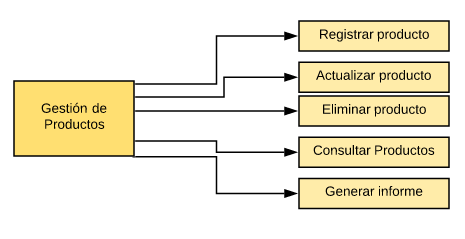 Gestión de
Productos
Registrar producto
Actualizar producto
Eliminar producto
Consultar Productos
Generar informe